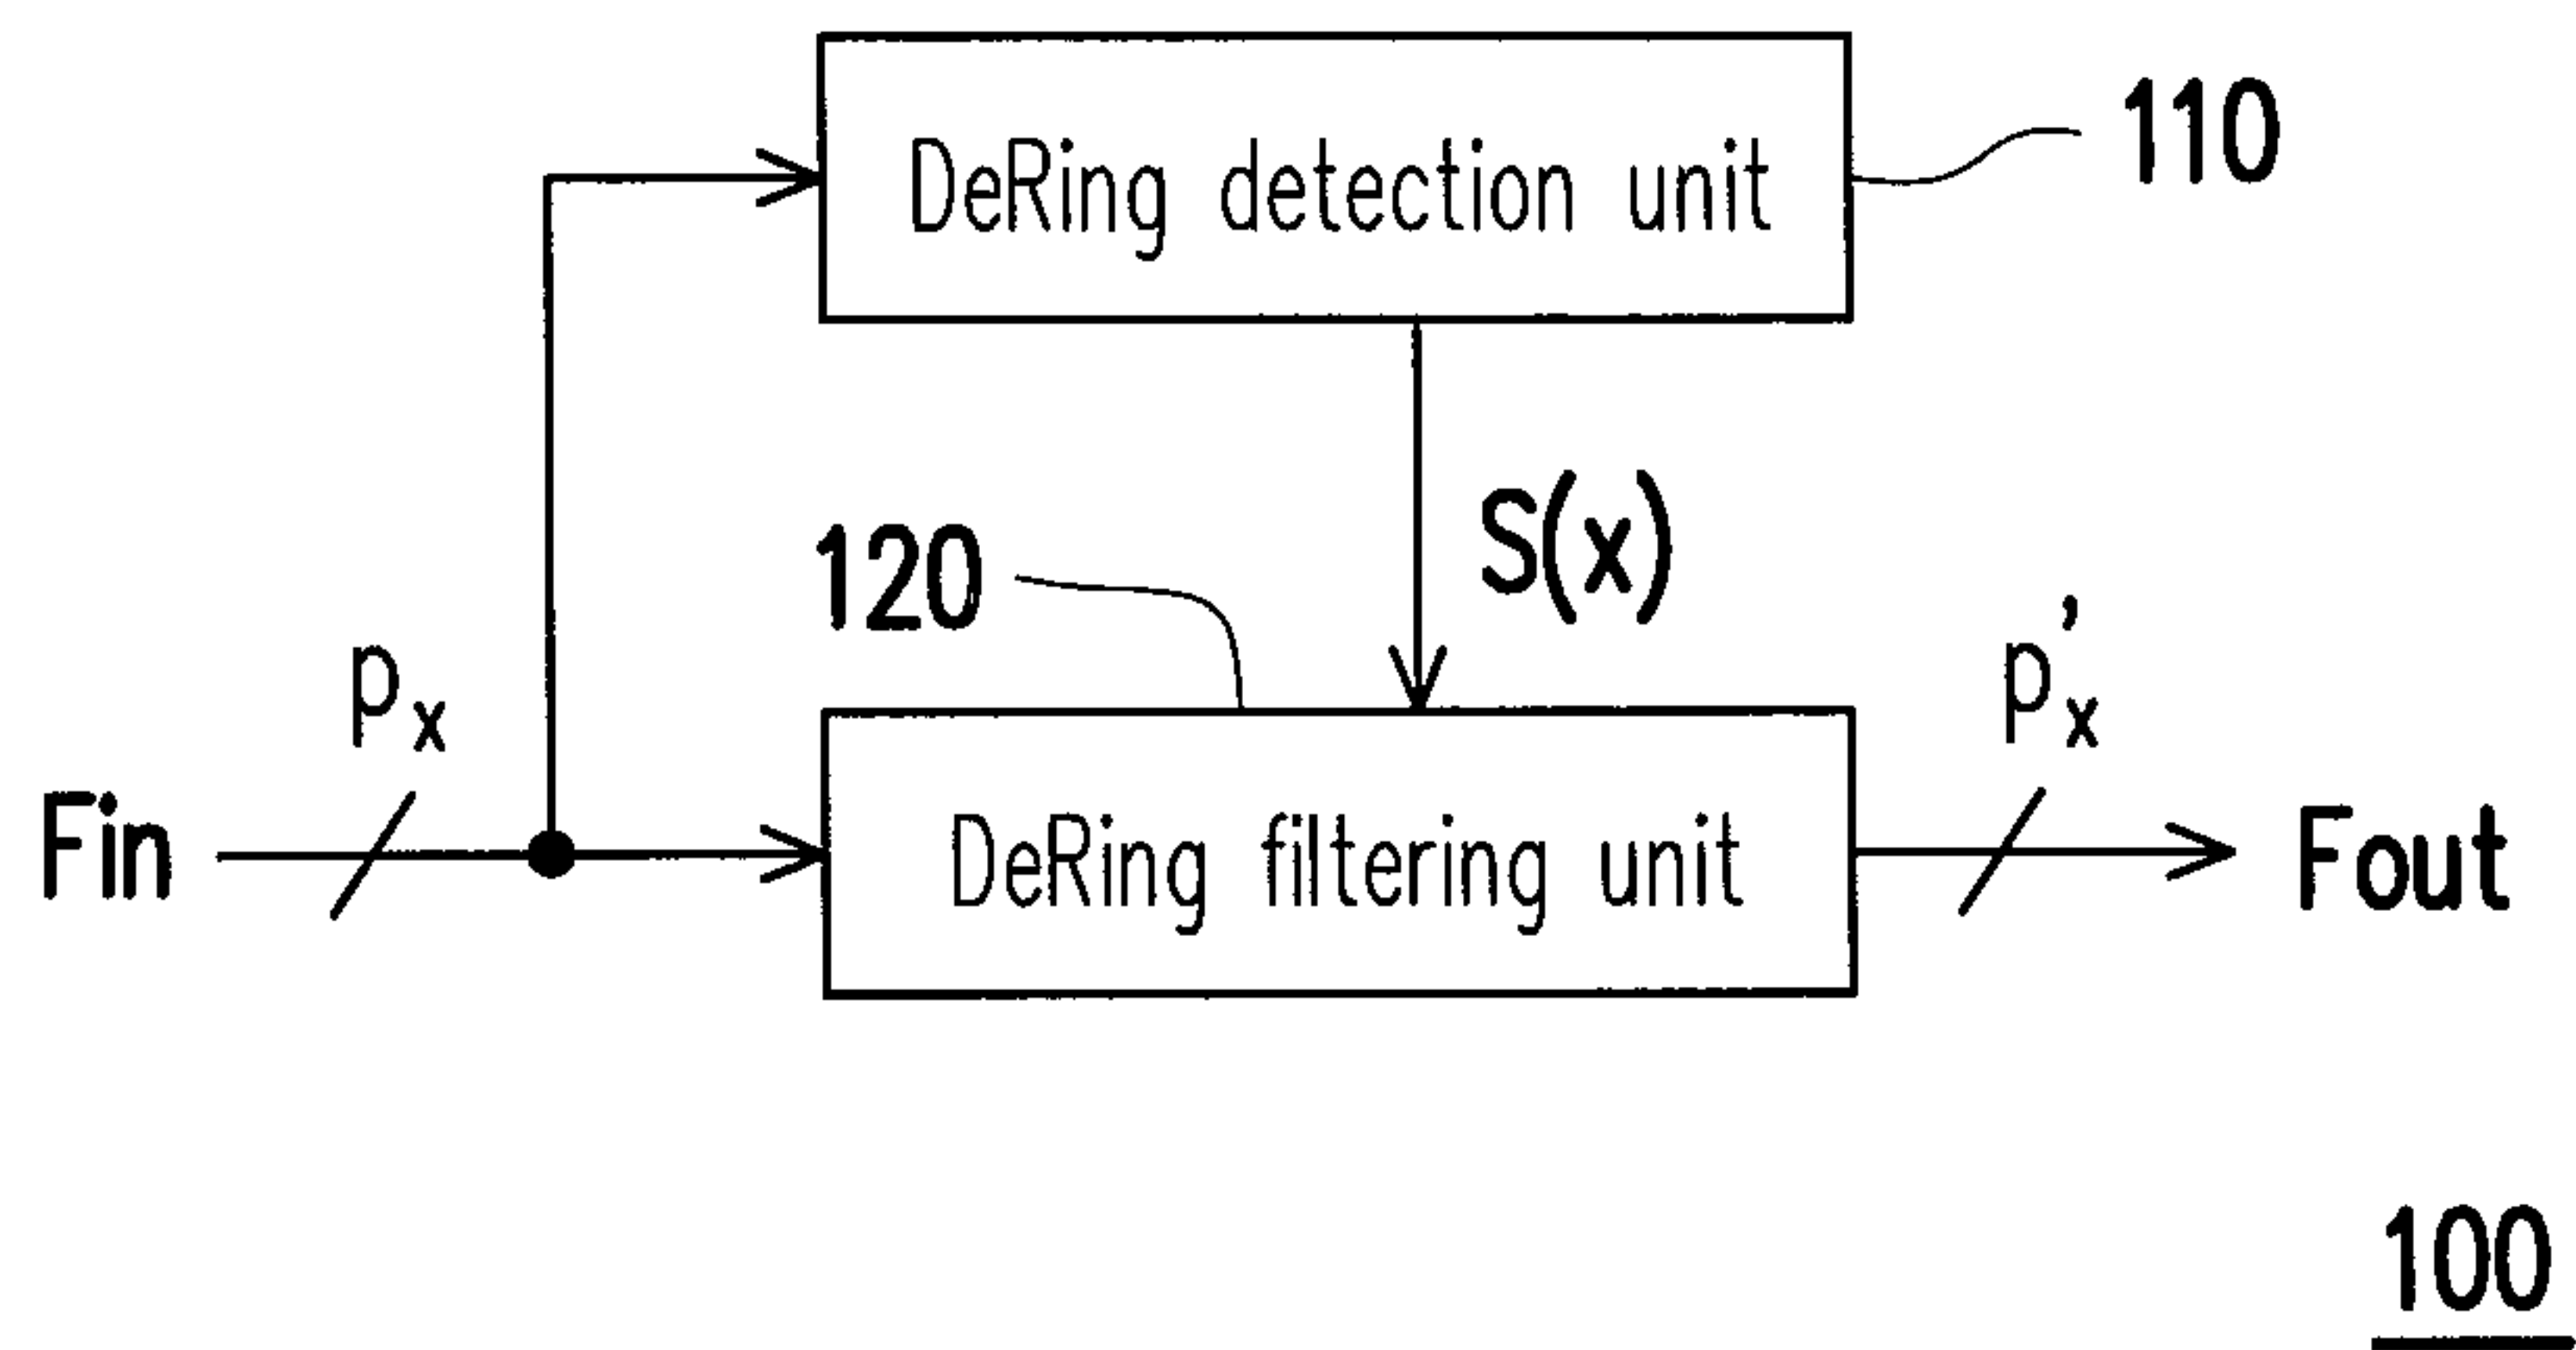 DeRing detection unit
110
120
S(x)
px
p'x
Fin
DeRing filtering unit
Fout
100